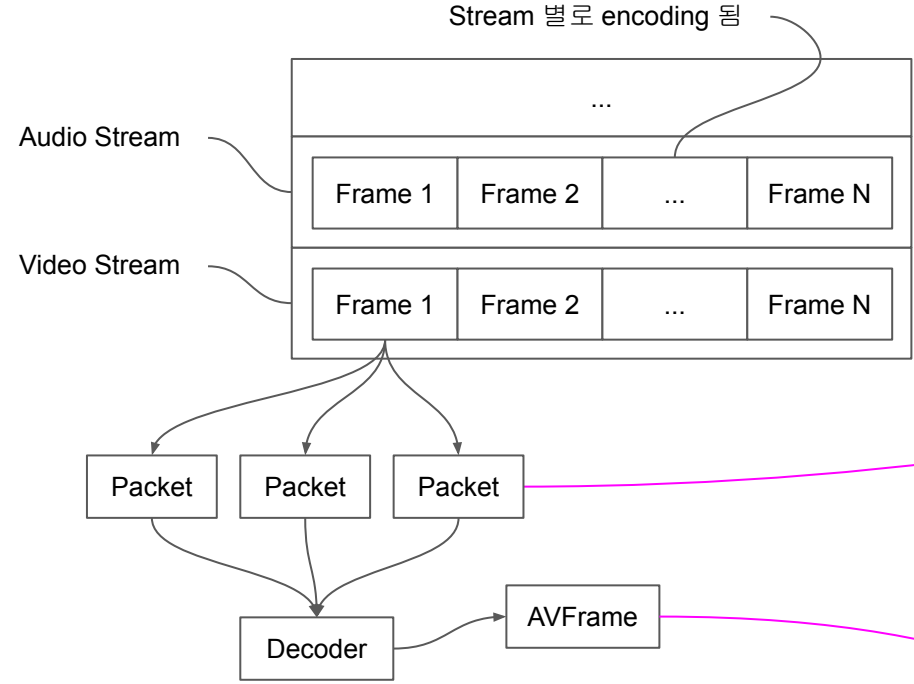 Stream 별로 encoding 됨
...
Audio Stream
Frame 1 Frame 2 ... Frame N
Video Stream
Frame 1 Frame 2 ... Frame N
Packet Packet Packet
AVFrame
Decoder